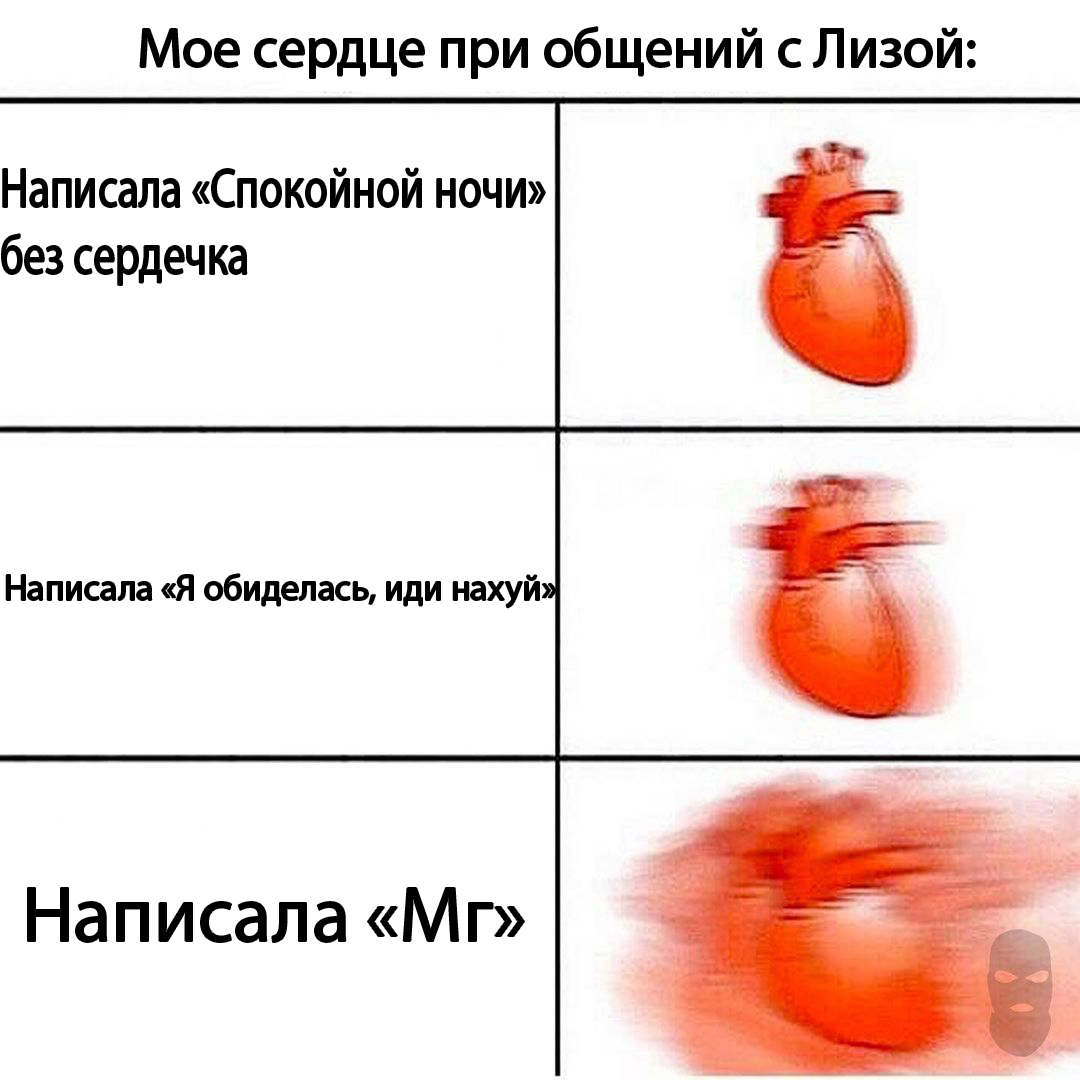 Мое сердце при общений с Лизой:
Написала «Спокойной ночи»
без сердечка
Написала «Я обиделась, иди нахуй»
Написала «Мг»